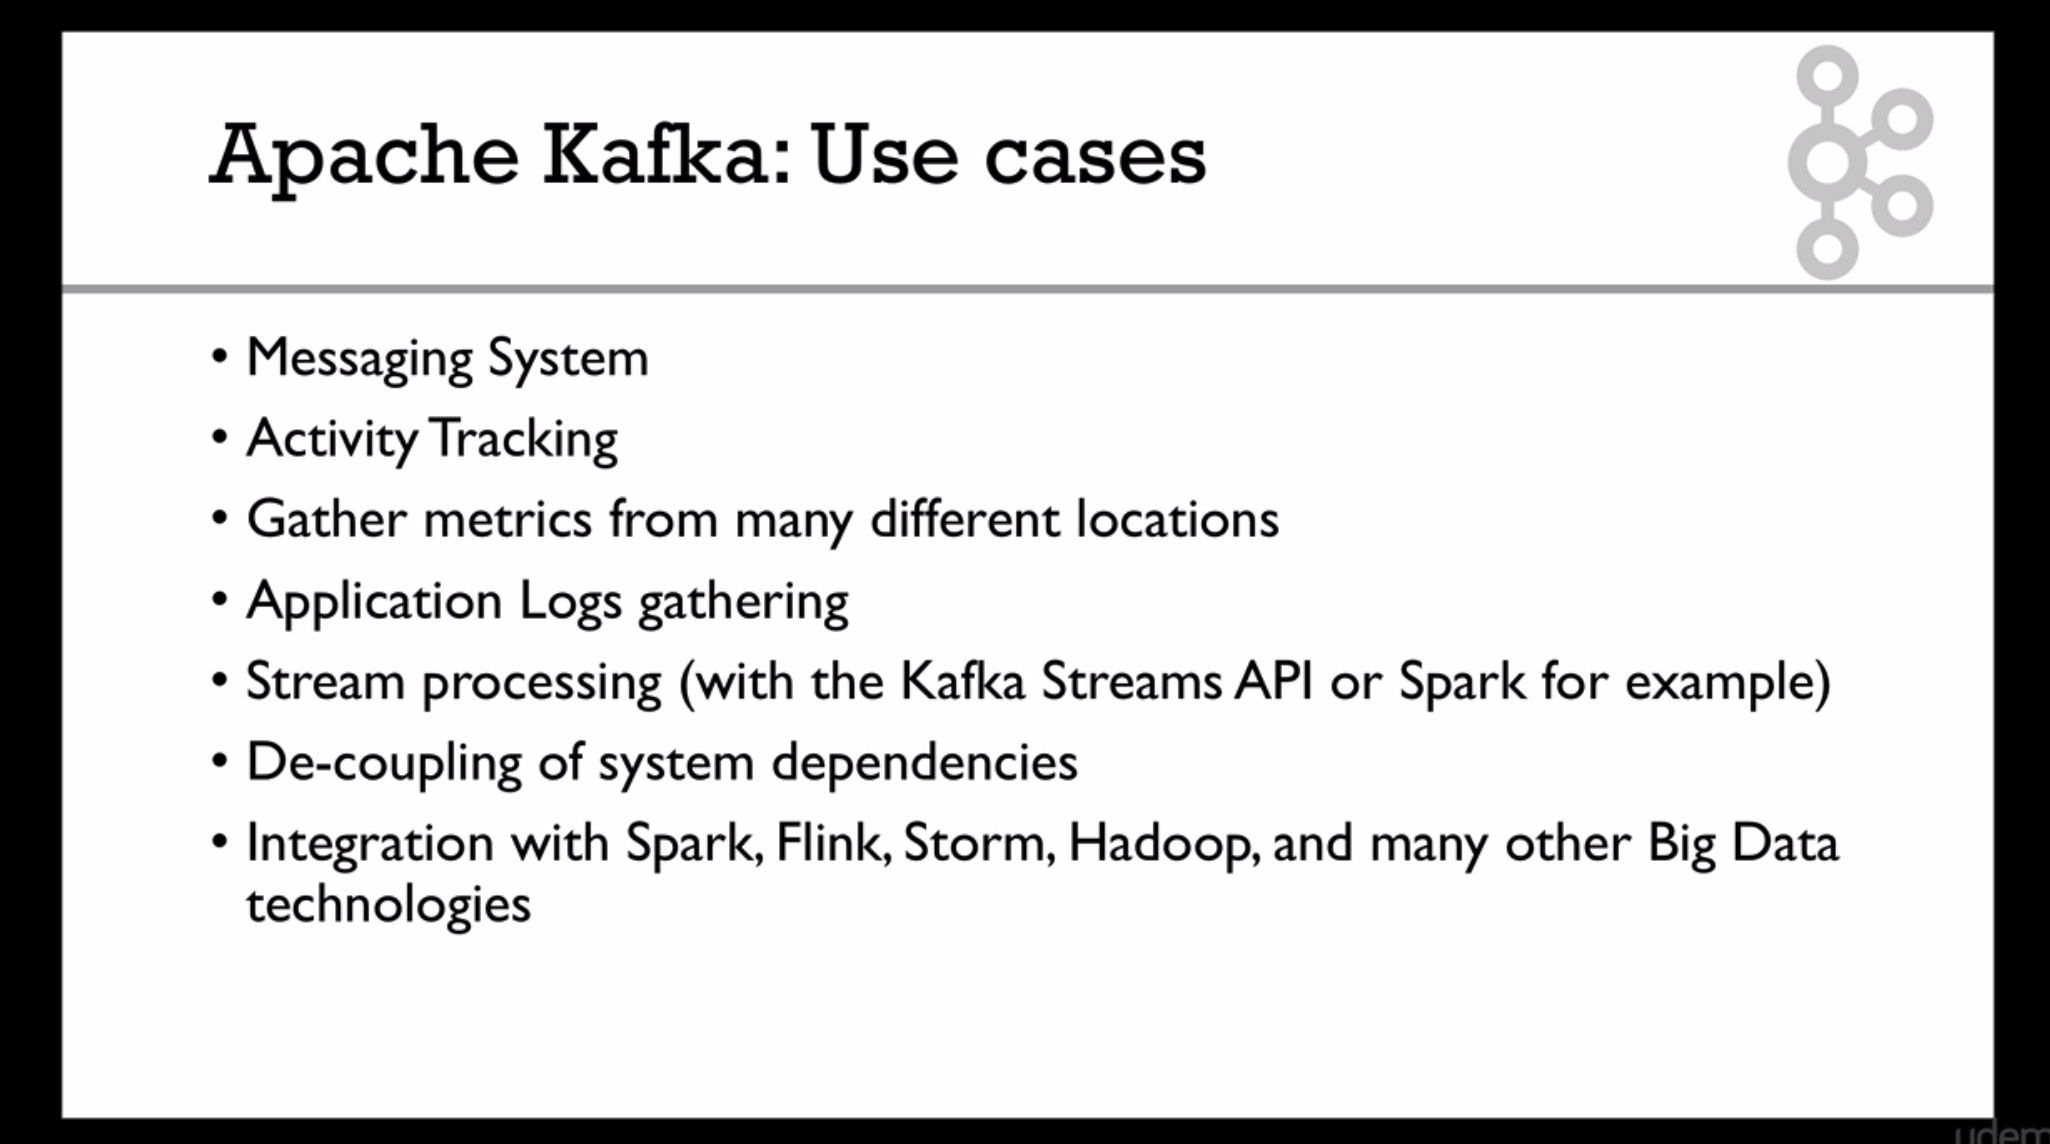 Apache Kafka: Use cases
• Messaging System
• Activity Tracking
• Gather metrics from many different locations
• Application Logs gathering
• Stream processing (with the Kafka Streams API or Spark for example)
• De-coupling of system dependencies
• Integration with Spark, Flink, Storm, Hadoop, and many other Big Data
technologies